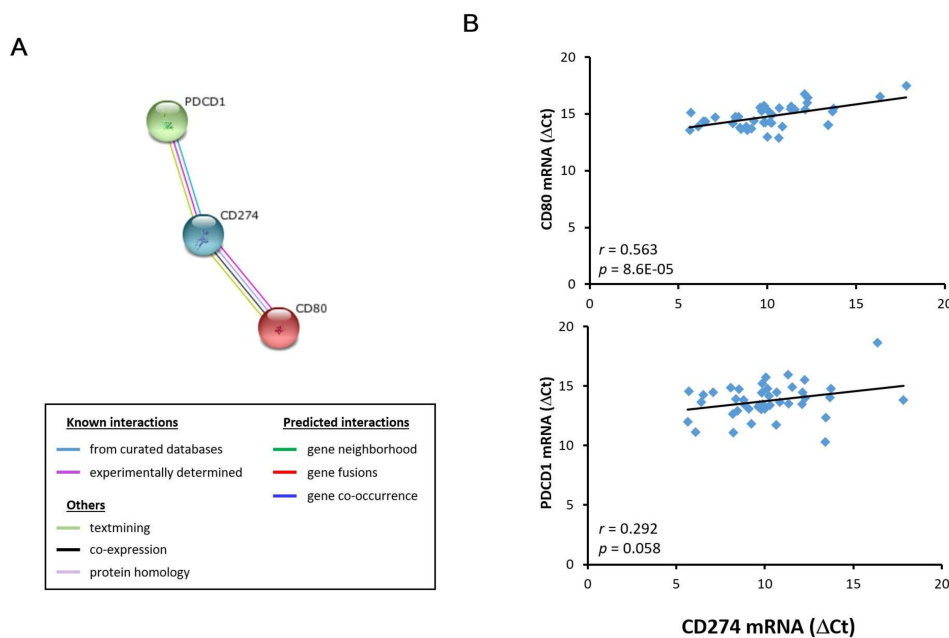 A
PDCD1
CD274
CD80
Known interactions
from curated databases
experimentally determined
Others
textmining
co-expression
protein homology
Predicted interactions
gene neighborhood
gene fusions
gene co-occurrence
B
CD80 mRNA (ΔCt)
20
15
10
5
0
r = 0.563
p = 8.6E-05
0 5 10 15 20
PDCD1 mRNA (ΔCt)
20
15
10
5
0
r = 0.292
p = 0.058
0 5 10 15 20
CD274 mRNA (ΔCt)